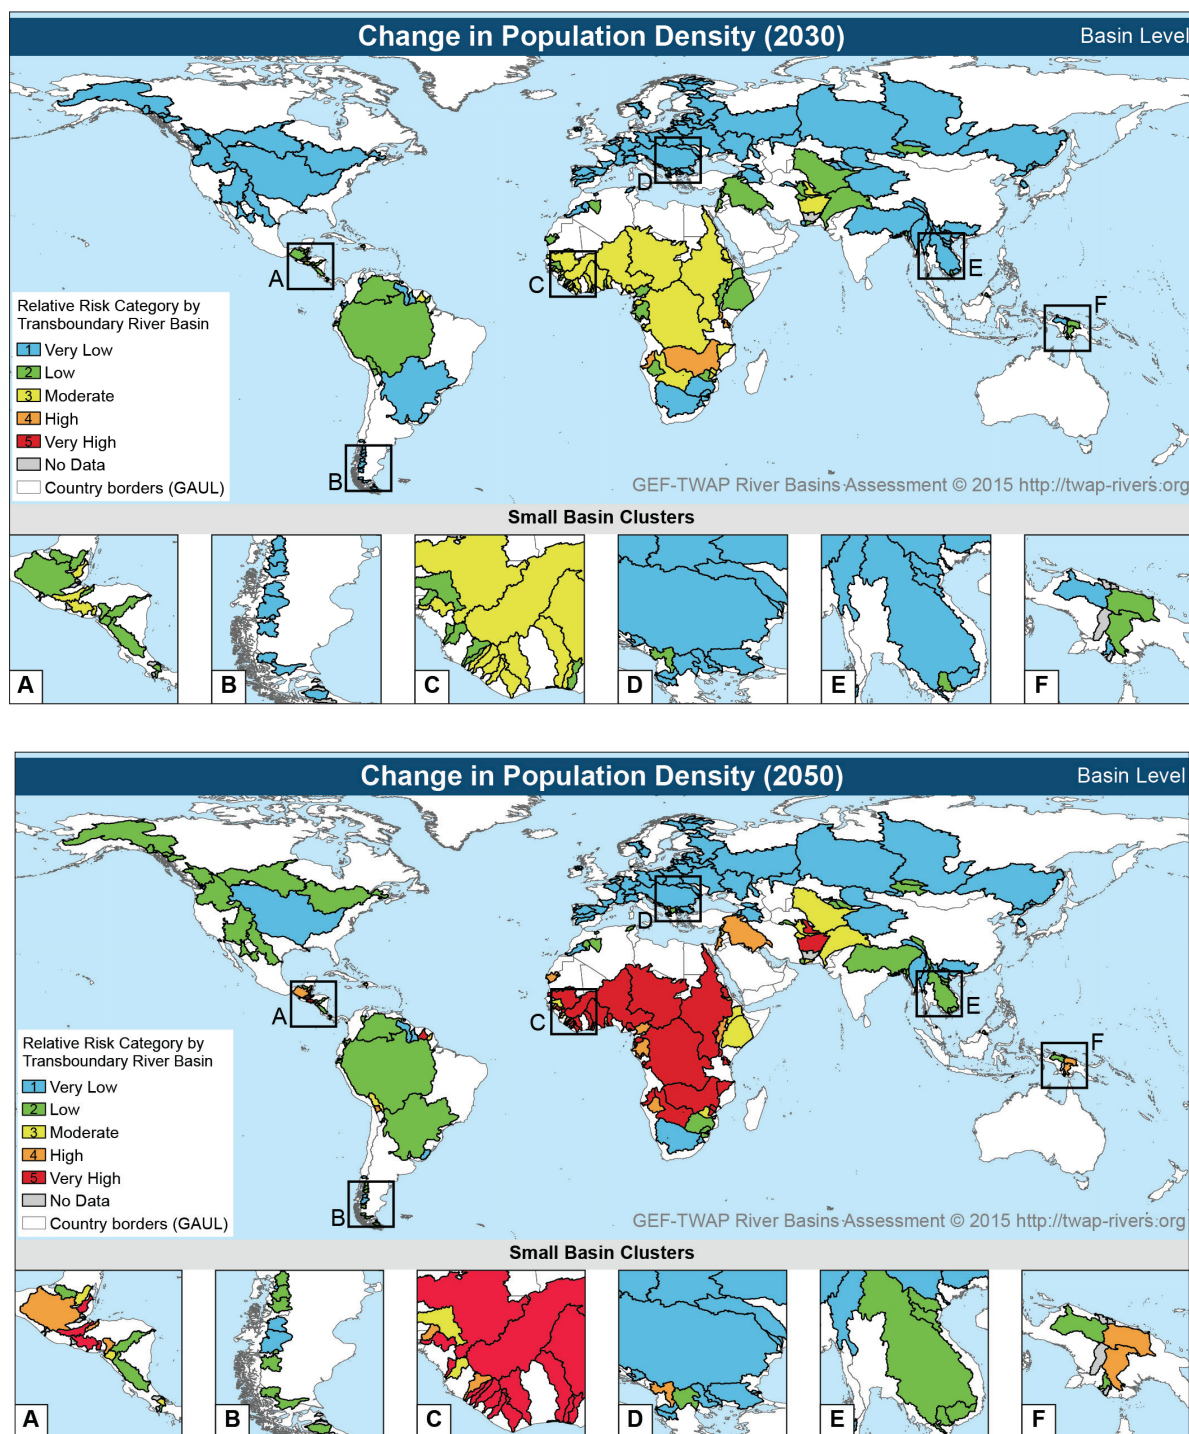 Change in Population Density (2030)
Basin Level
A
B
C
D
E
F
Relative Risk Category by
Transboundary River Basin
1 Very Low
2 Low
3 Moderate
4 High
5 Very High
No Data
Country borders (GAUL)
GEF-TWAP River Basins Assessment © 2015 http://twap-rivers.org
Small Basin Clusters
A
B
C
D
E
F
Change in Population Density (2050)
Basin Level
A
B
C
D
E
F
Relative Risk Category by
Transboundary River Basin
1 Very Low
2 Low
3 Moderate
4 High
5 Very High
No Data
Country borders (GAUL)
GEF-TWAP River Basins Assessment © 2015 http://twap-rivers.org
Small Basin Clusters
A
B
C
D
E
F